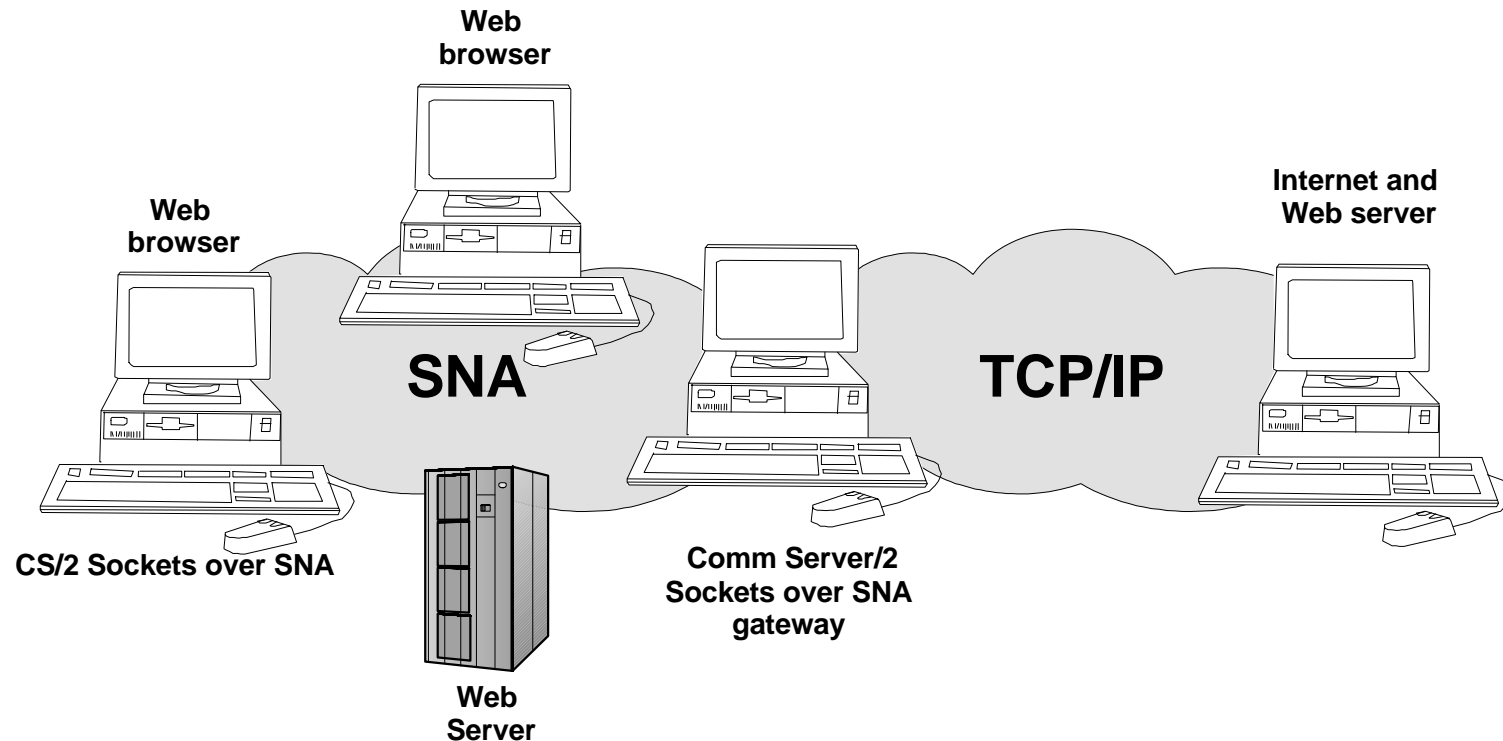 Web
browser
Web
browser
Internet and
Web server
SNA
TCP/IP
CS/2 Sockets over SNA
Comm Server/2
Sockets over SNA
gateway
Web
Server